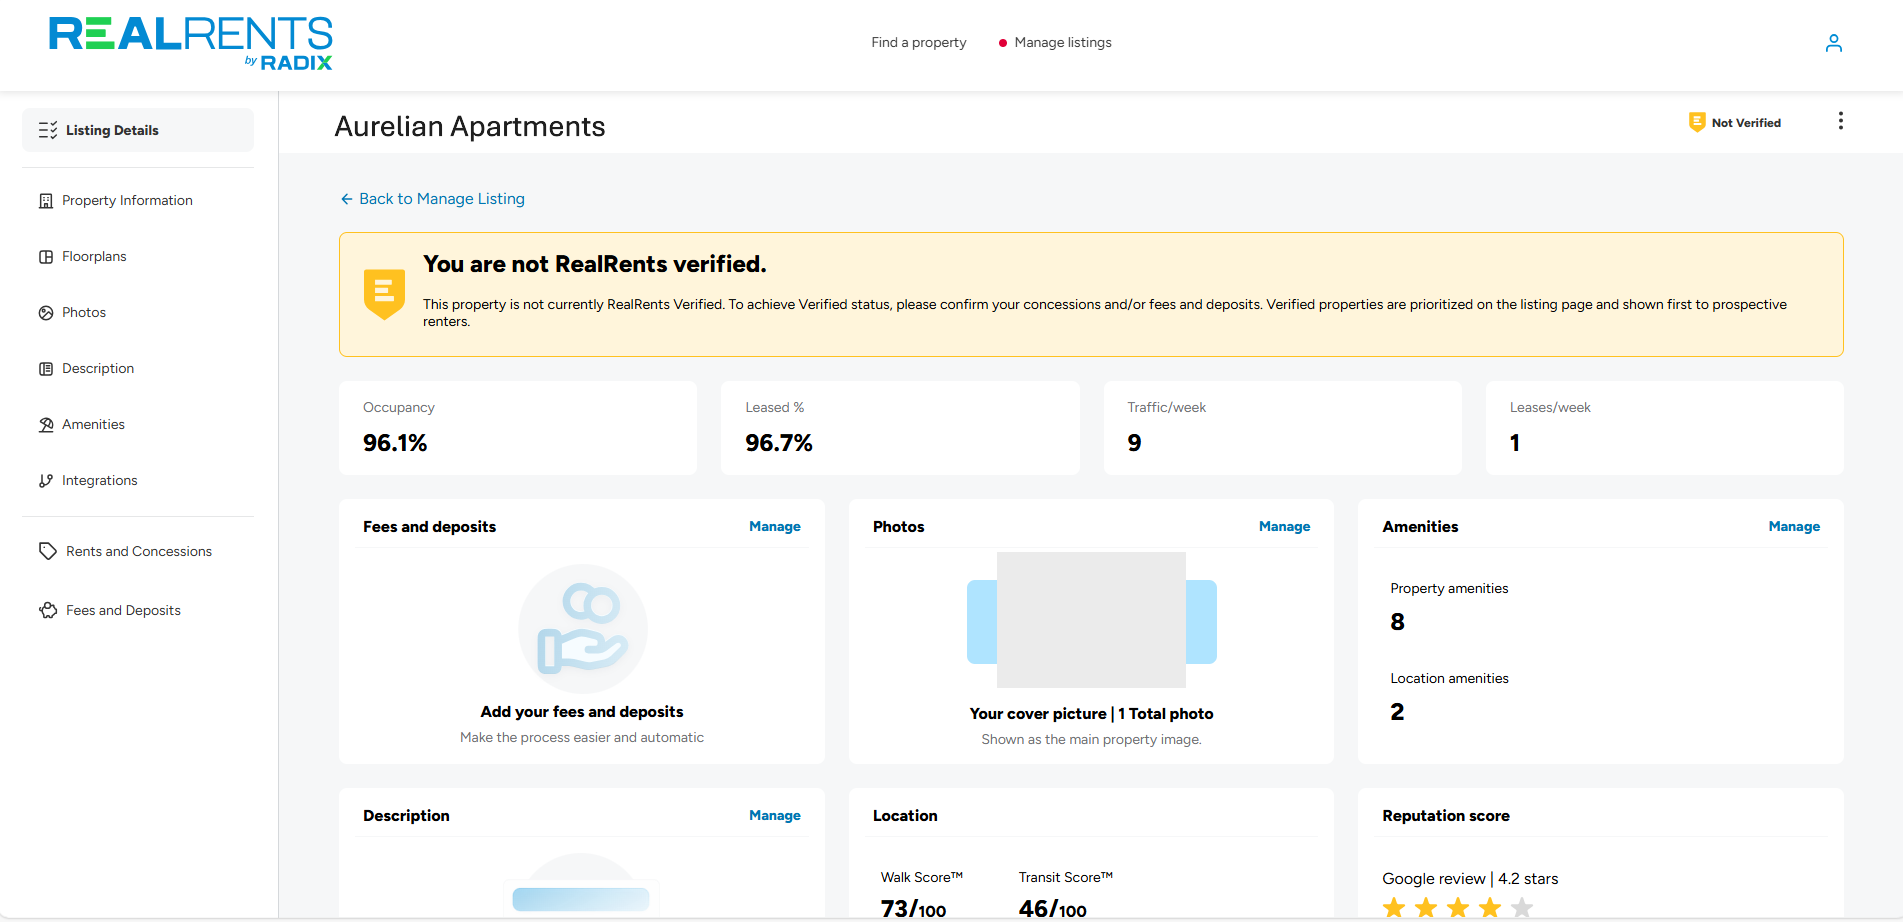 REALRENTS
by RADIX
Find a property
Manage listings
Listing Details
Property Information
Floorplans
Photos
Description
Amenities
Integrations
Rents and Concessions
Fees and Deposits
Aurelian Apartments
Not Verified
Back to Manage Listing
You are not RealRents verified.
This property is not currently RealRents Verified. To achieve Verified status, please confirm your concessions and/or fees and deposits. Verified properties are prioritized on the listing page and shown first to prospective
renters.
Occupancy
96.1%
Leased %
96.7%
Traffic/week
9
Leases/week
1
Fees and deposits
Manage
Add your fees and deposits
Make the process easier and automatic
Photos
Manage
Your cover picture | 1 Total photo
Shown as the main property image.
Amenities
Manage
Property amenities
8
Location amenities
2
Description
Manage
Location
Walk Score™
73/100
Transit Score™
46/100
Reputation score
Google review | 4.2 stars